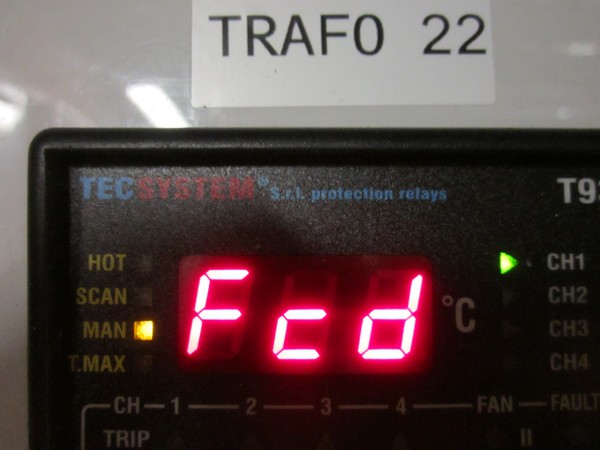 TRAFO 22
TECSYSTEM® S.r.l. protection relays
HOT
SCAN
MAN
T.MAX
Fcd °C
CH1
CH2
CH3
CH4
CH 1 2 3 4 FAN FAULT
TRIP